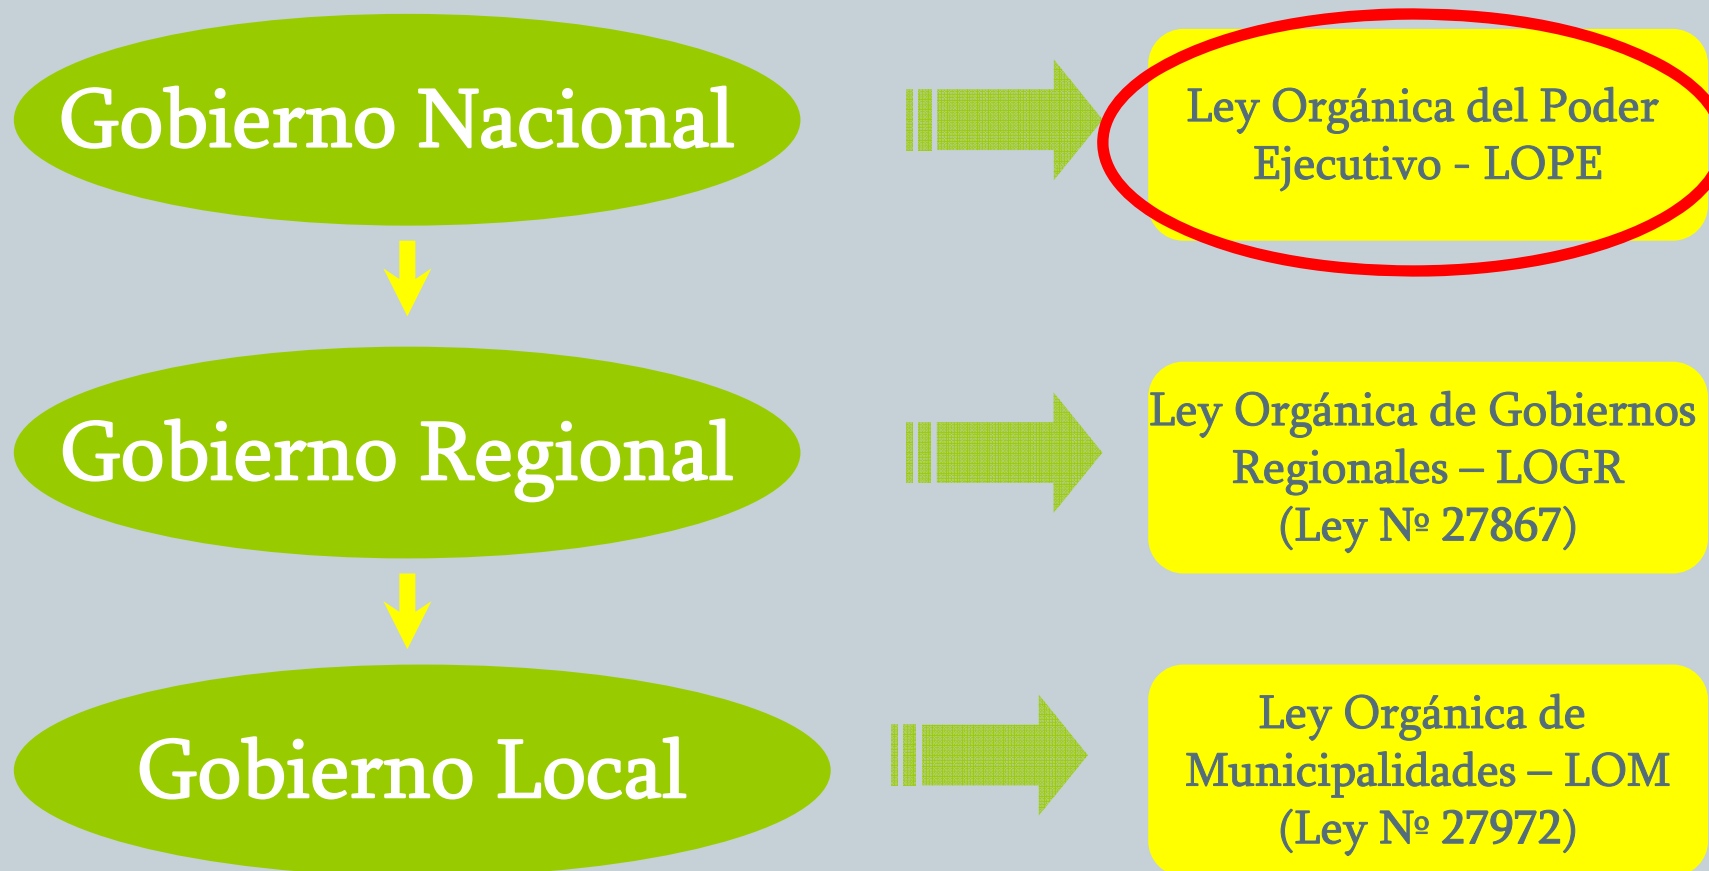 Gobierno Nacional
Ley Orgánica del Poder
Ejecutivo - LOPE
Gobierno Regional
Ley Orgánica de Gobiernos
Regionales – LOGR
(Ley Nº 27867)
Gobierno Local
Ley Orgánica de
Municipalidades – LOM
(Ley Nº 27972)